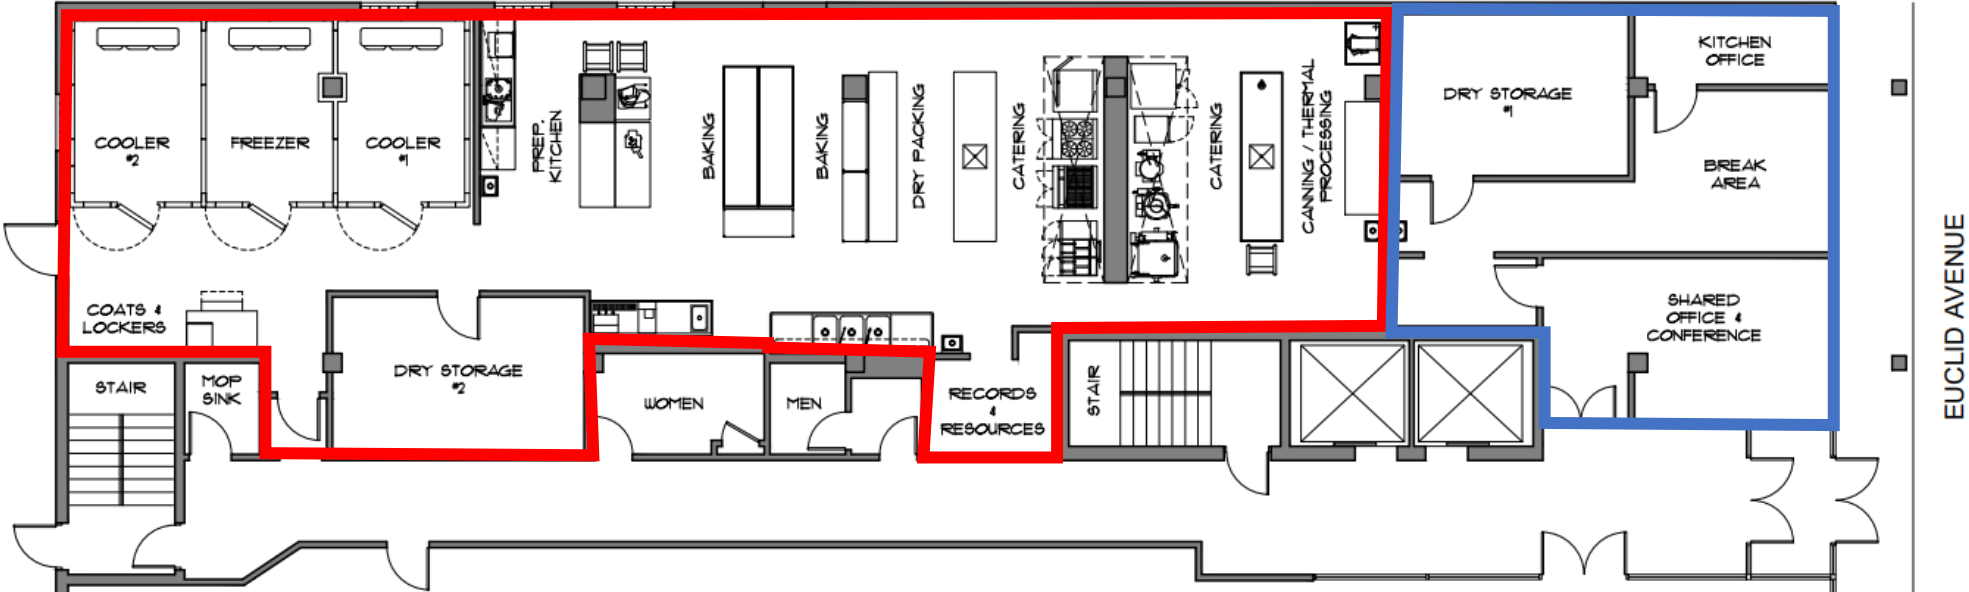 KITCHEN
OFFICE
DRY STORAGE
#1
COOLER
#2
FREEZER
COOLER
#1
PREP.
KITCHEN
BAKING
BAKING
DRY PACKING
CATERING
CATERING
CANNING / THERMAL
PROCESSING
BREAK
AREA
COATS &
LOCKERS
SHARED
OFFICE &
CONFERENCE
EUCLID AVENUE
STAIR
MOP
SINK
DRY STORAGE
#2
WOMEN
MEN
RECORDS
&
RESOURCES
STAIR